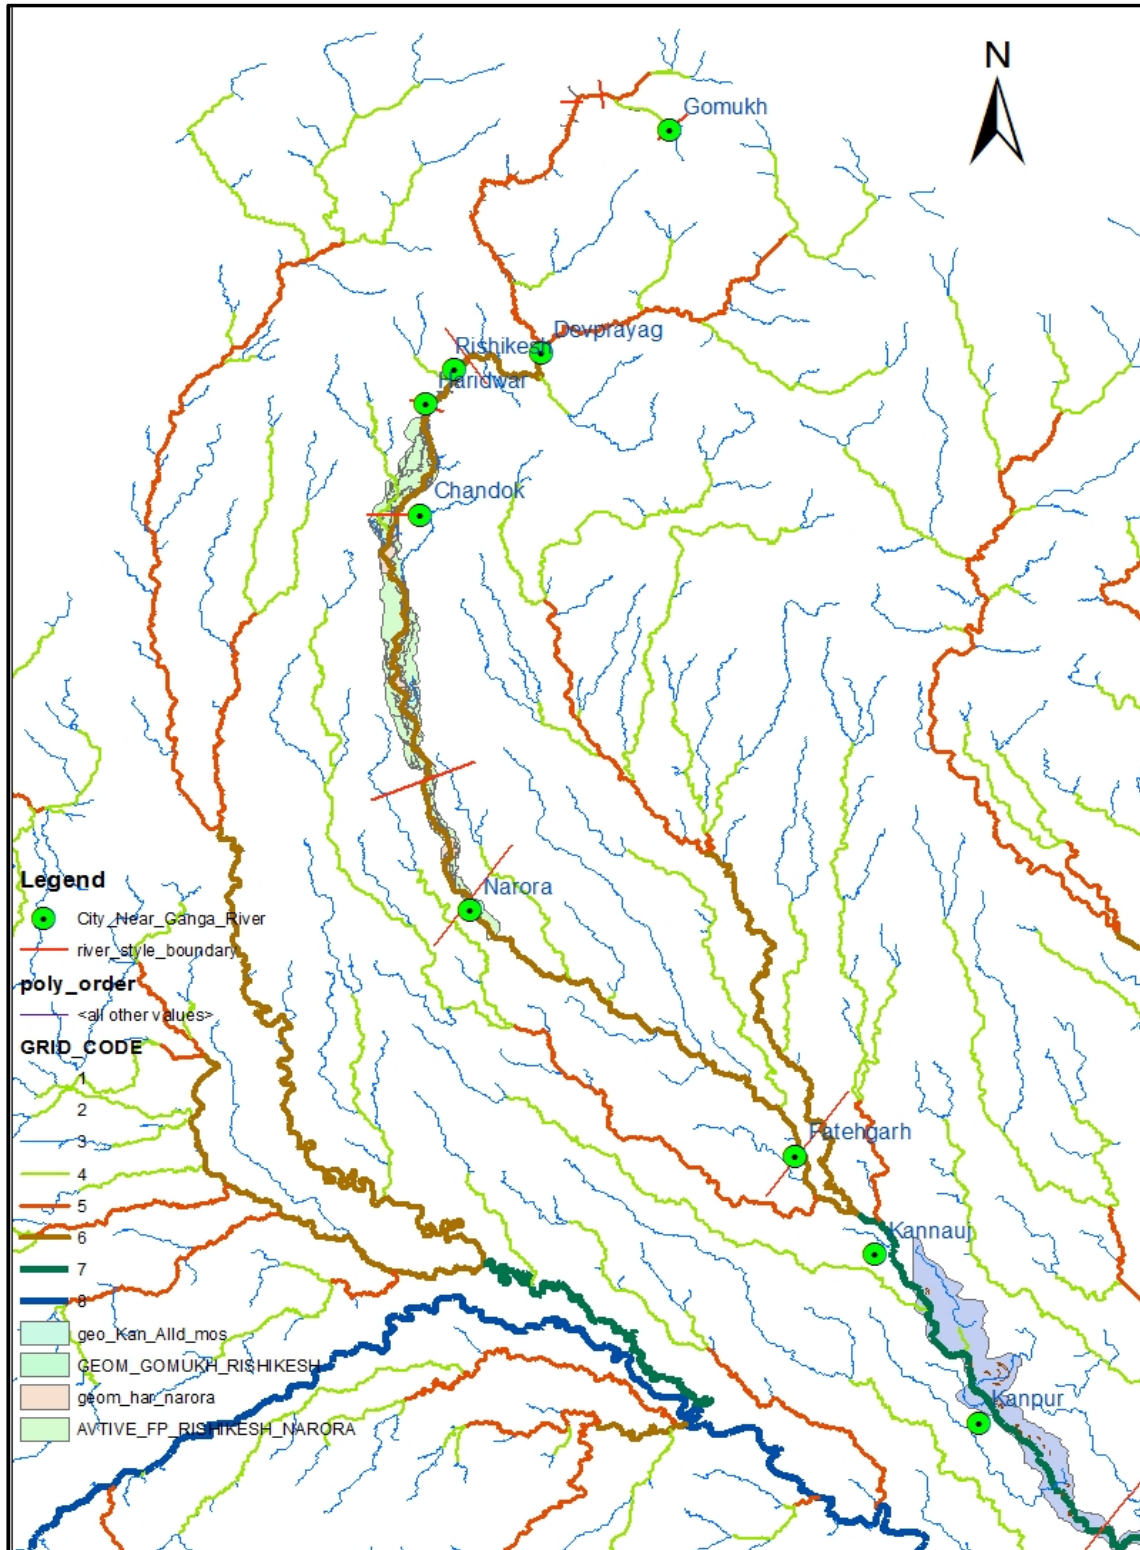 N
Gomukh
Devprayag
Rishikesh
Haridwar
Chandok
Narora
Fatehgarh
Kannauj
Kanpur
Legend
City_Near_Ganga_River
river_style_boundary
poly_order
<all other values>
GRID_CODE
1
2
3
4
5
6
7
8
geo_Kan_Alld_mos
GEOM_GOMUKH_RISHIKESH
geom_har_narora
AVTIVE_FP_RISHIKESH_NARORA